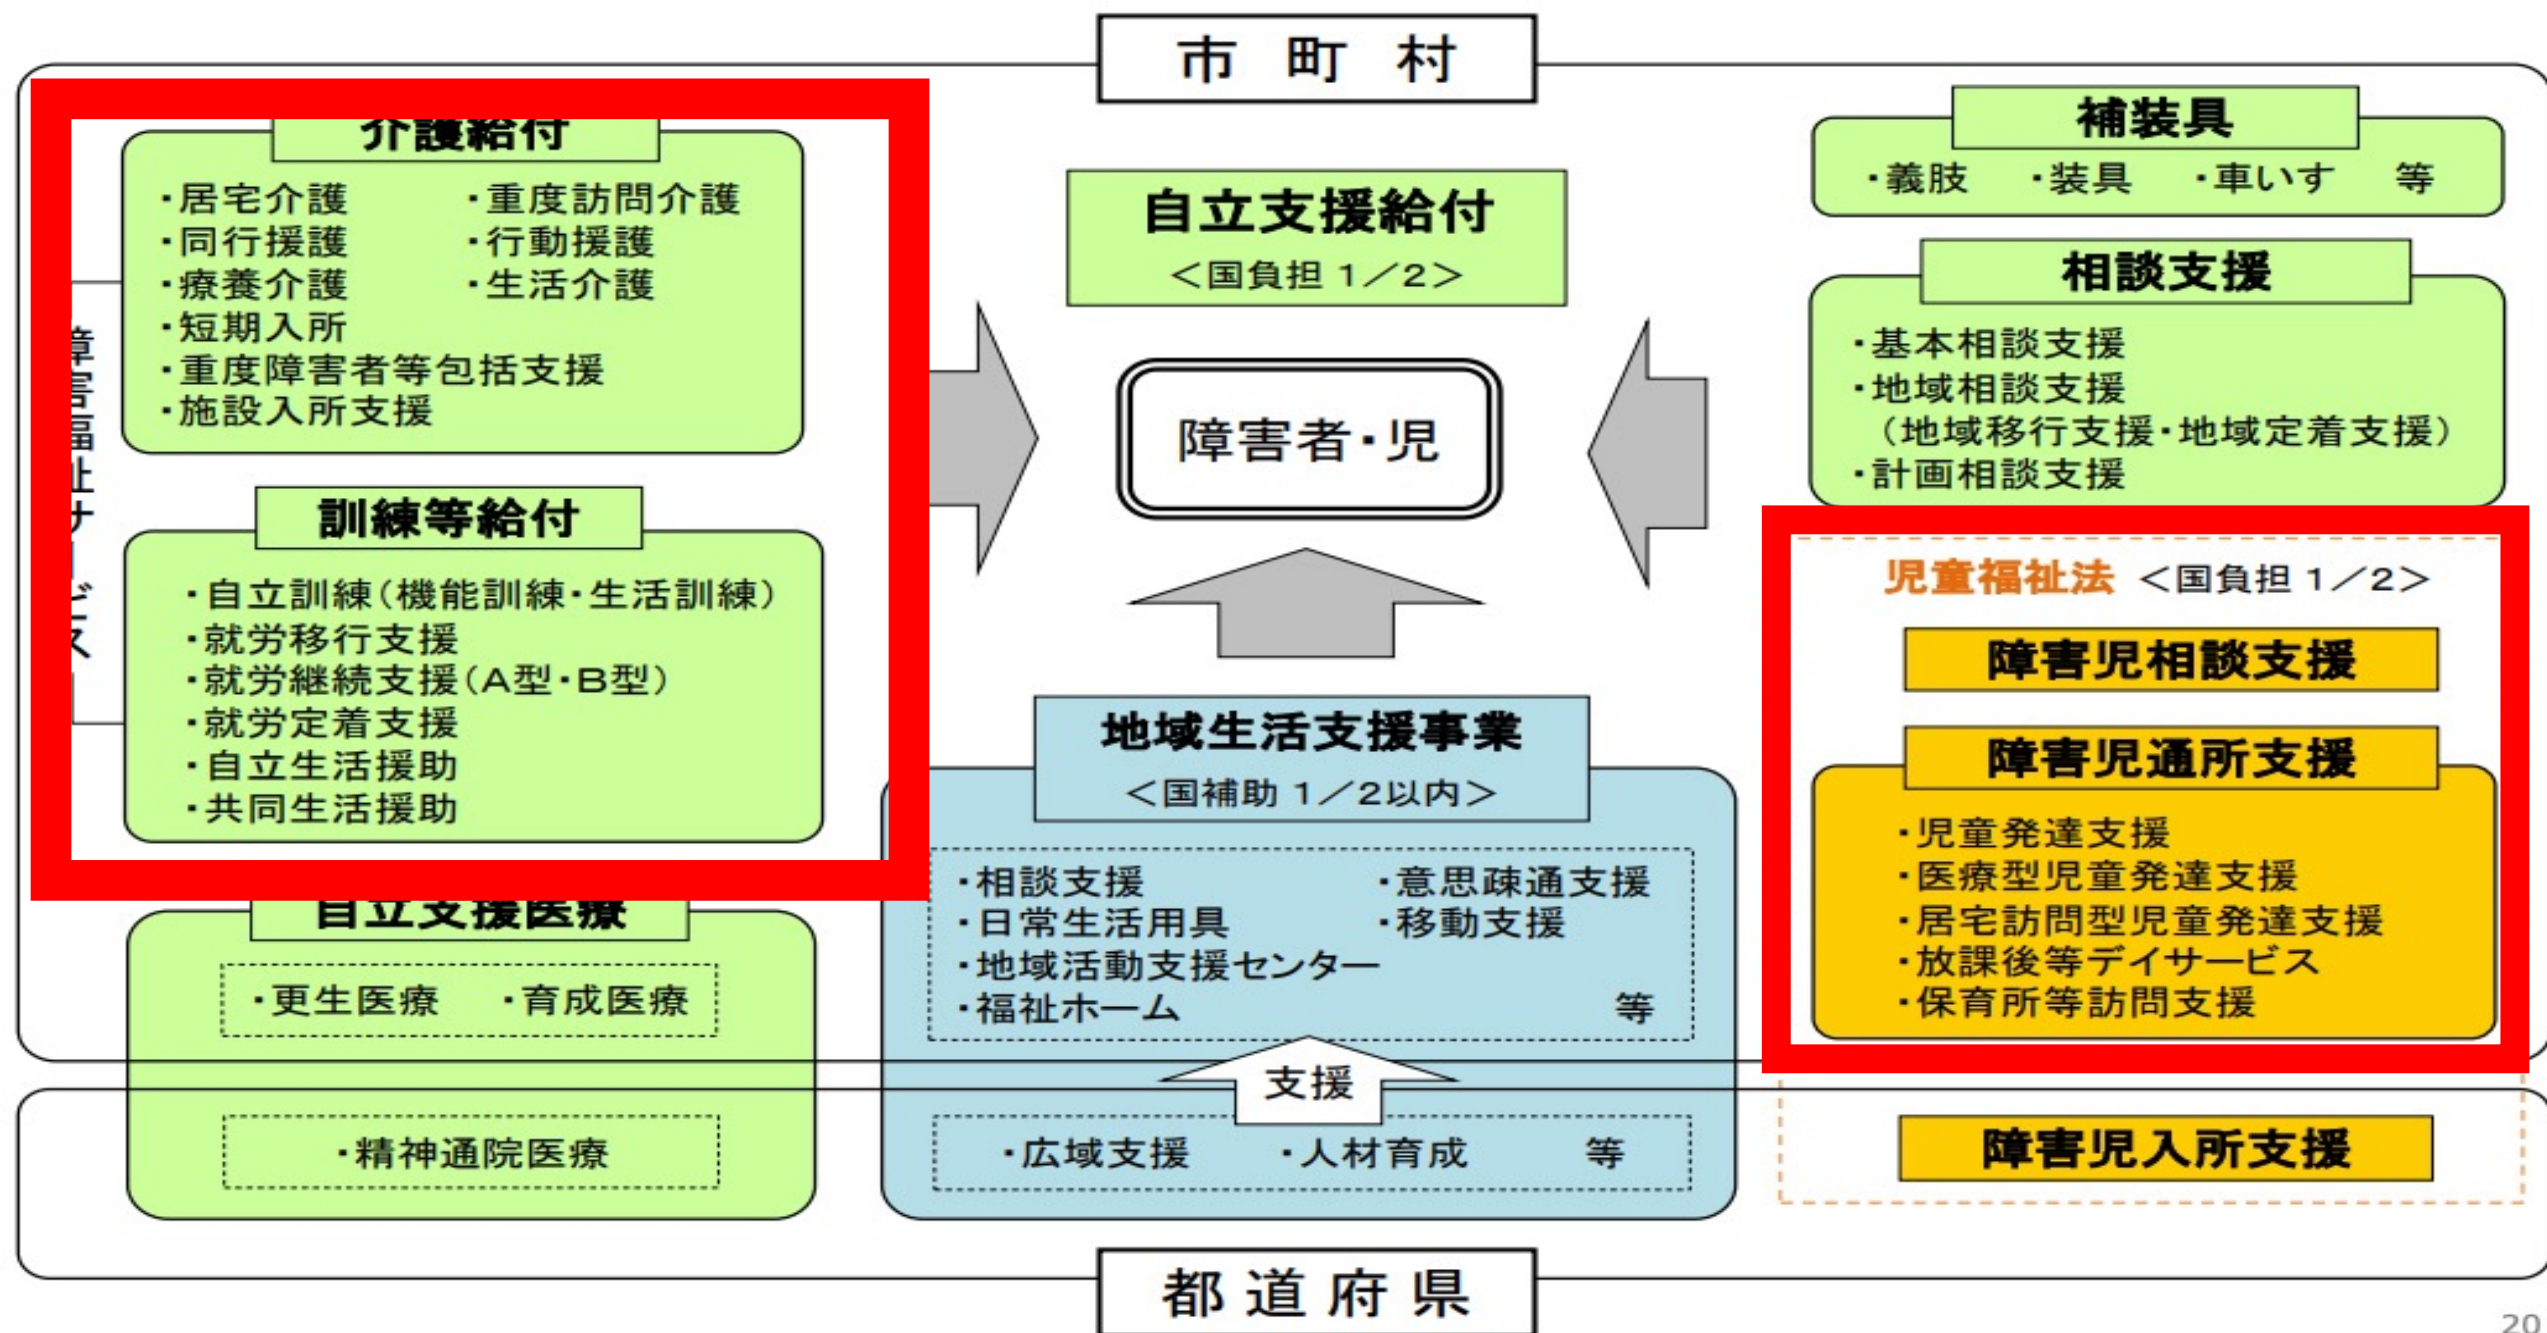 市町村
介護給付
・居宅介護　・重度訪問介護
・同行援護　・行動援護
・療養介護　・生活介護
・短期入所
・重度障害者等包括支援
・施設入所支援
障害福祉サービス
訓練等給付
・自立訓練（機能訓練・生活訓練）
・就労移行支援
・就労継続支援（A型・B型）
・就労定着支援
・自立生活援助
・共同生活援助
自立支援医療
・更生医療　・育成医療
・精神通院医療
自立支援給付
＜国負担 1／2＞
障害者・児
地域生活支援事業
＜国補助 1／2以内＞
・相談支援　・意思疎通支援
・日常生活用具　・移動支援
・地域活動支援センター
・福祉ホーム　等
支援
・広域支援　・人材育成　等
補装具
・義肢　・装具　・車いす　等
相談支援
・基本相談支援
・地域相談支援
（地域移行支援・地域定着支援）
・計画相談支援
児童福祉法 ＜国負担 1／2＞
障害児相談支援
障害児通所支援
・児童発達支援
・医療型児童発達支援
・居宅訪問型児童発達支援
・放課後等デイサービス
・保育所等訪問支援
障害児入所支援
都道府県
20